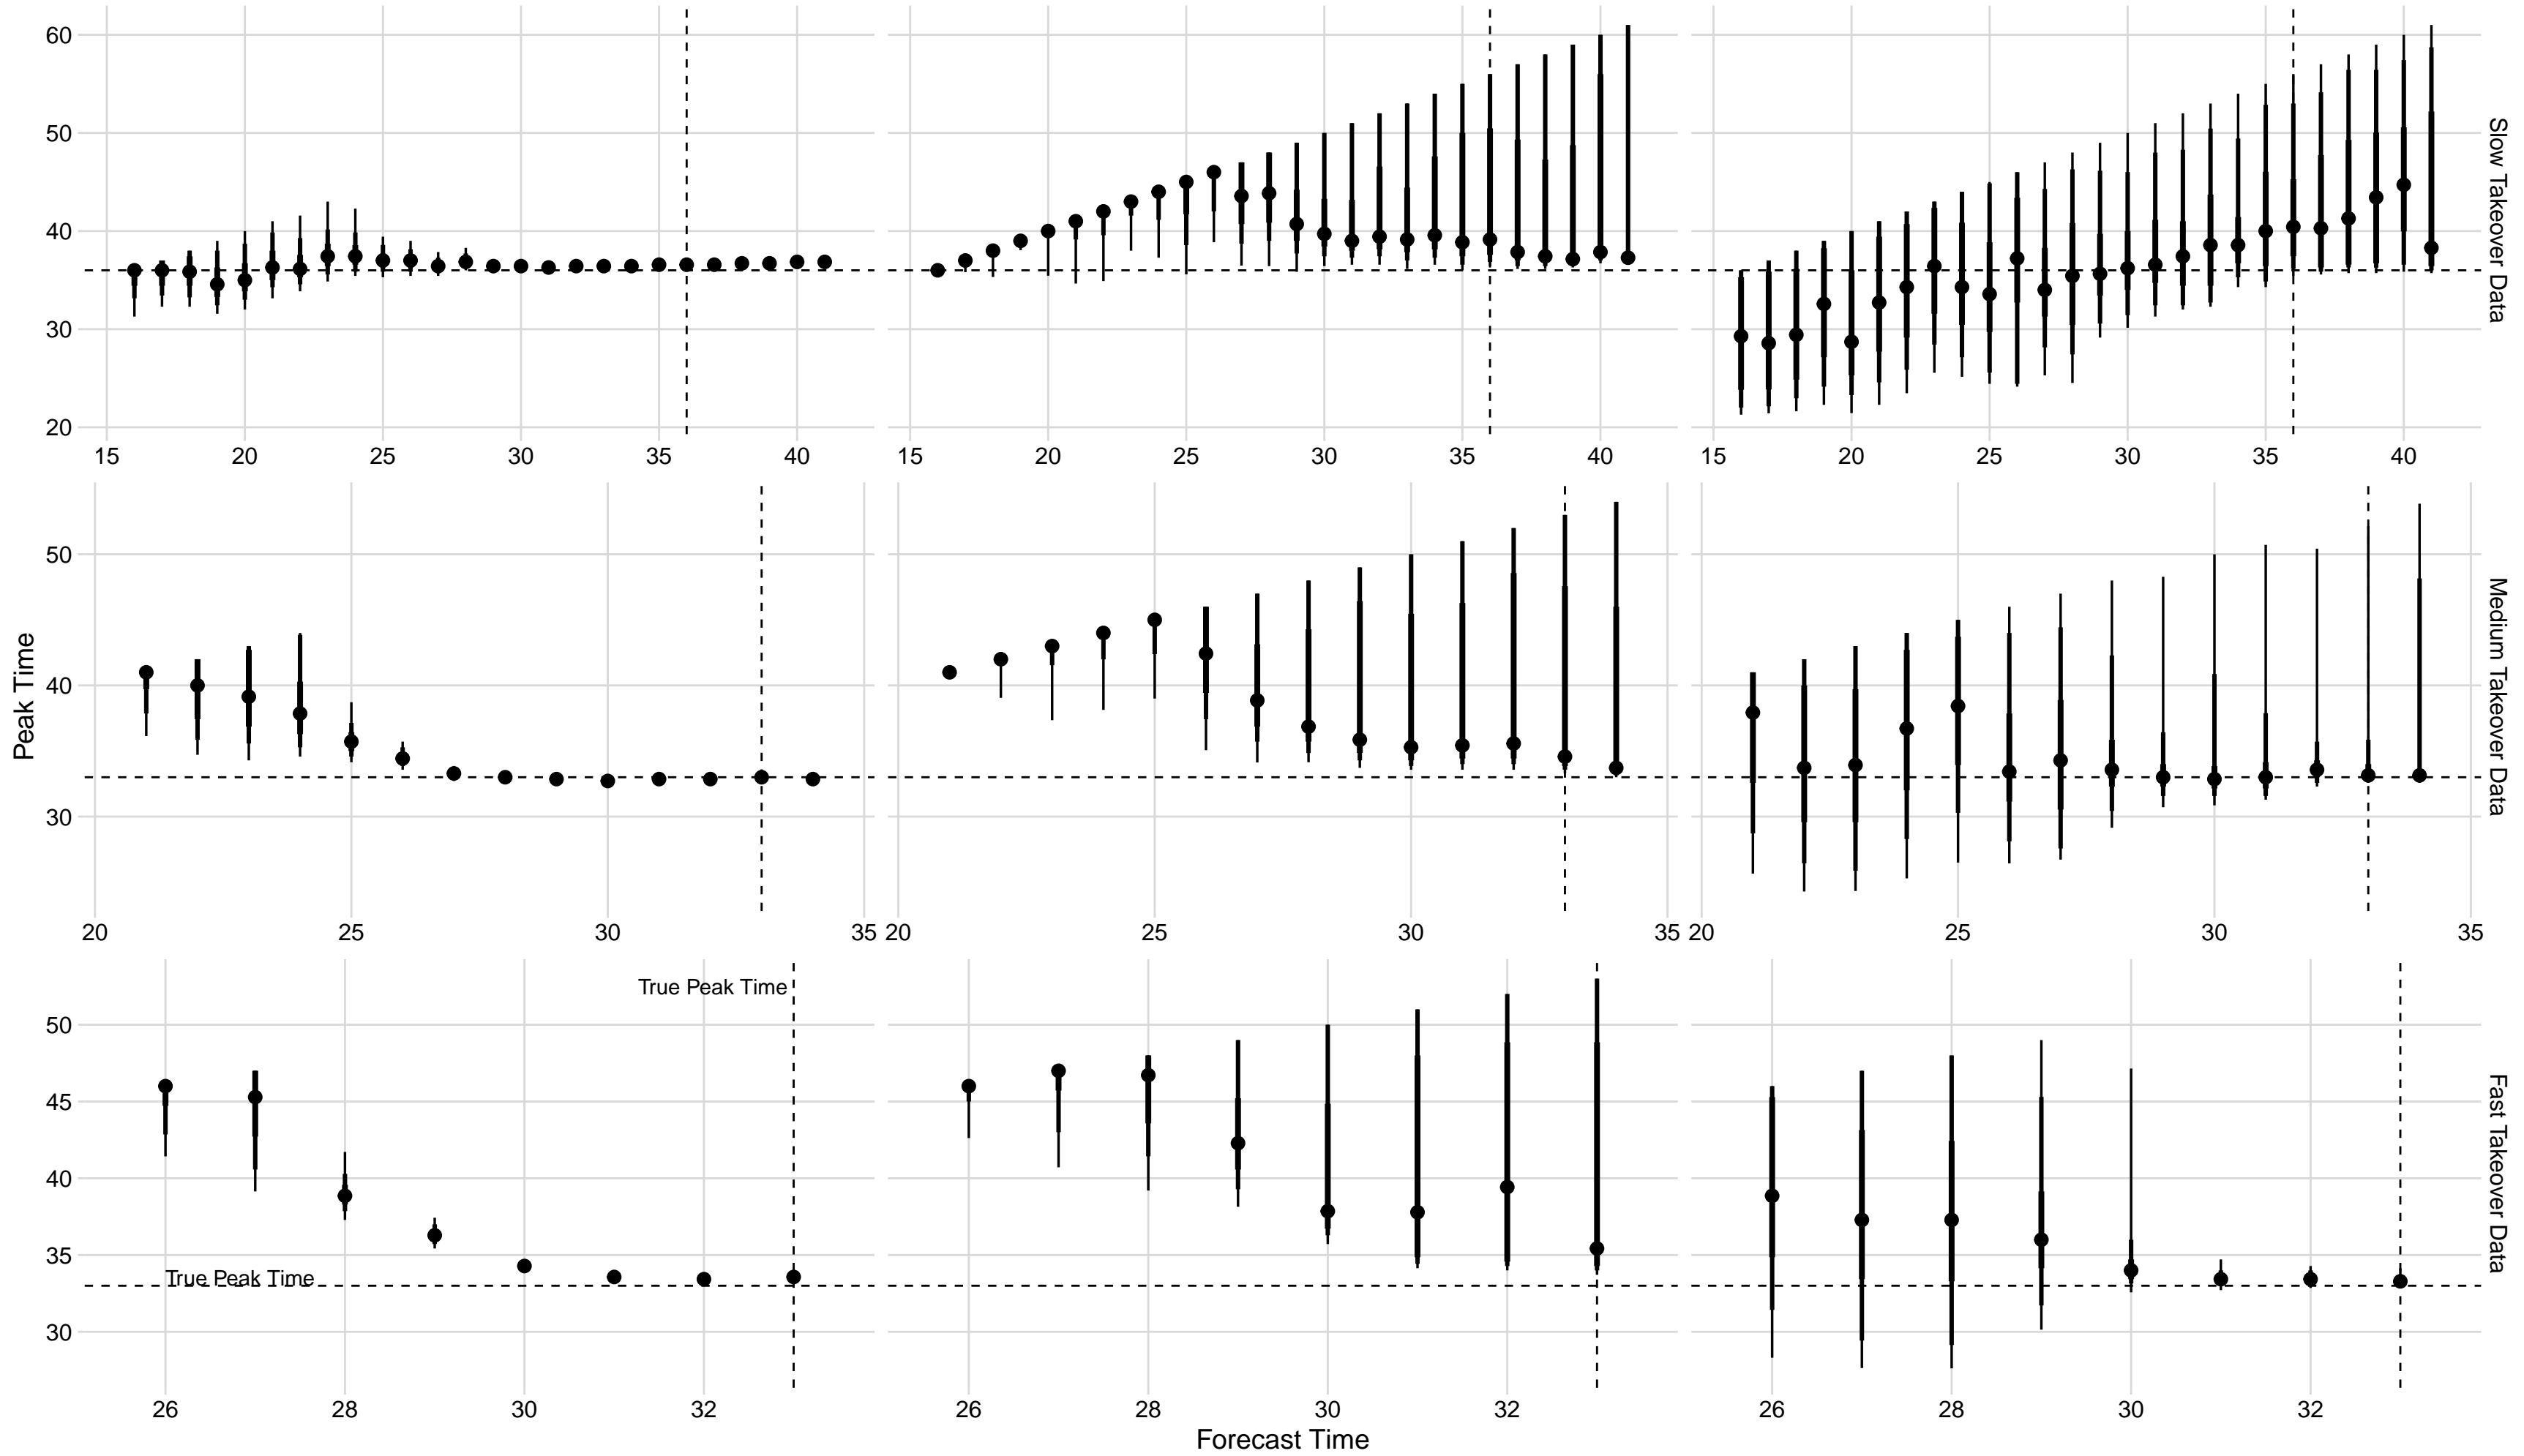 60
50
40
30
20
15 20 25 30 35 40
15 20 25 30 35 40
15 20 25 30 35 40
Slow Takeover Data
Peak Time
50
40
30
20 25 30 35
20 25 30 35
20 25 30 35
Medium Takeover Data
True Peak Time
50
45
40
35
True Peak Time
30
26 28 30 32
26 28 30 32
26 28 30 32
Fast Takeover Data
Forecast Time